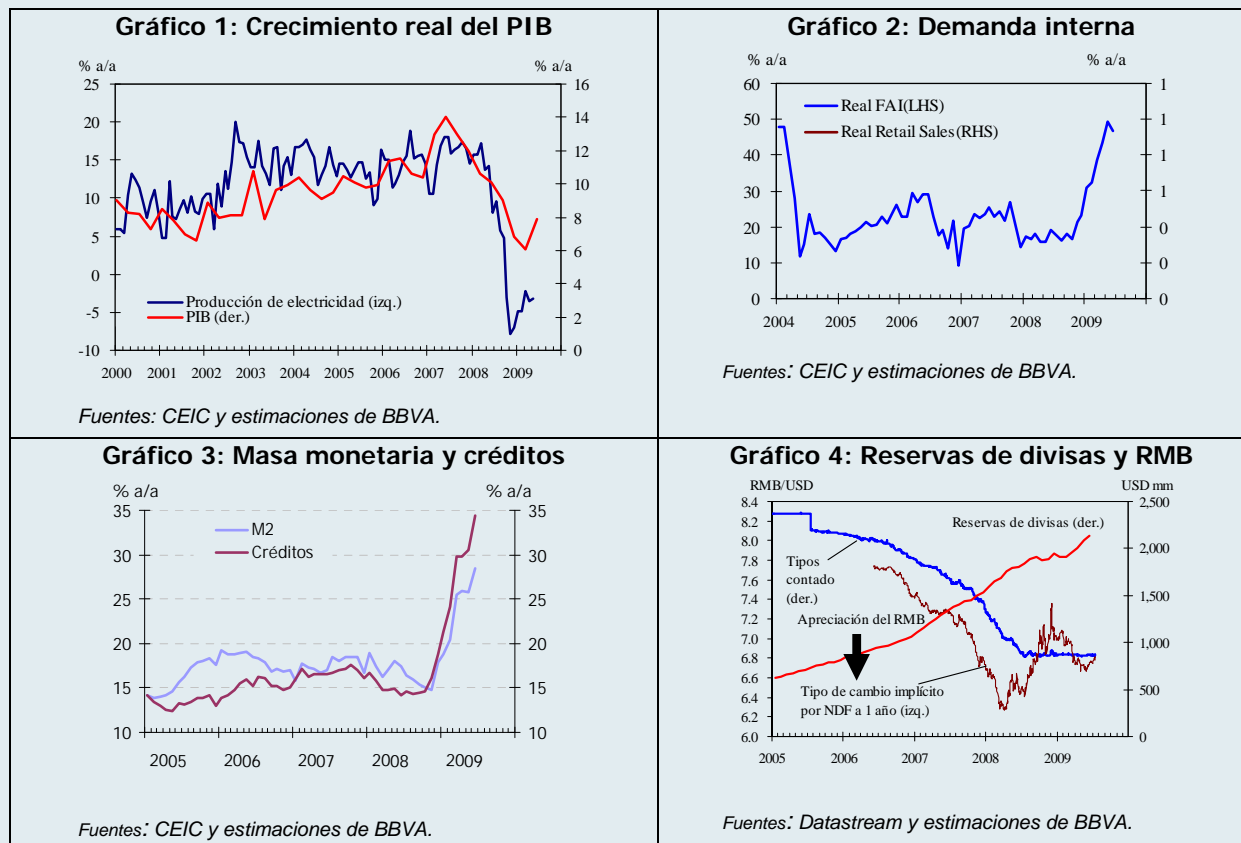 Gráfico 1: Crecimiento real del PIB
% a/a
% a/a
25
20
15
10
5
0
-5
-10
16
14
12
10
8
6
4
2
0
Producción de electricidad (izq.)
PIB (der.)
2000 2001 2002 2003 2004 2005 2006 2007 2008 2009
Fuentes: CEIC y estimaciones de BBVA.
Gráfico 2: Demanda interna
% a/a
% a/a
60
50
40
30
20
10
0
1
1
1
1
0
0
0
Real FAI(LHS)
Real Retail Sales(RHS)
2004 2005 2006 2007 2008 2009
Fuentes: CEIC y estimaciones de BBVA.
Gráfico 3: Masa monetaria y créditos
% a/a
% a/a
35
30
25
20
15
10
35
30
25
20
15
10
M2
Créditos
2005 2006 2007 2008 2009
Fuentes: CEIC y estimaciones de BBVA.
Gráfico 4: Reservas de divisas y RMB
RMB/USD
USD mm
8.4
8.2
8.0
7.8
7.6
7.4
7.2
7.0
6.8
6.6
6.4
6.2
6.0
2,500
2,000
1,500
1,000
500
0
Reservas de divisas (der.)
Tipos
contado
(der.)
Apreciación del RMB
Tipo de cambio implícito
por NDF a 1 año (izq.)
2005 2006 2007 2008 2009
Fuentes: Datastream y estimaciones de BBVA.